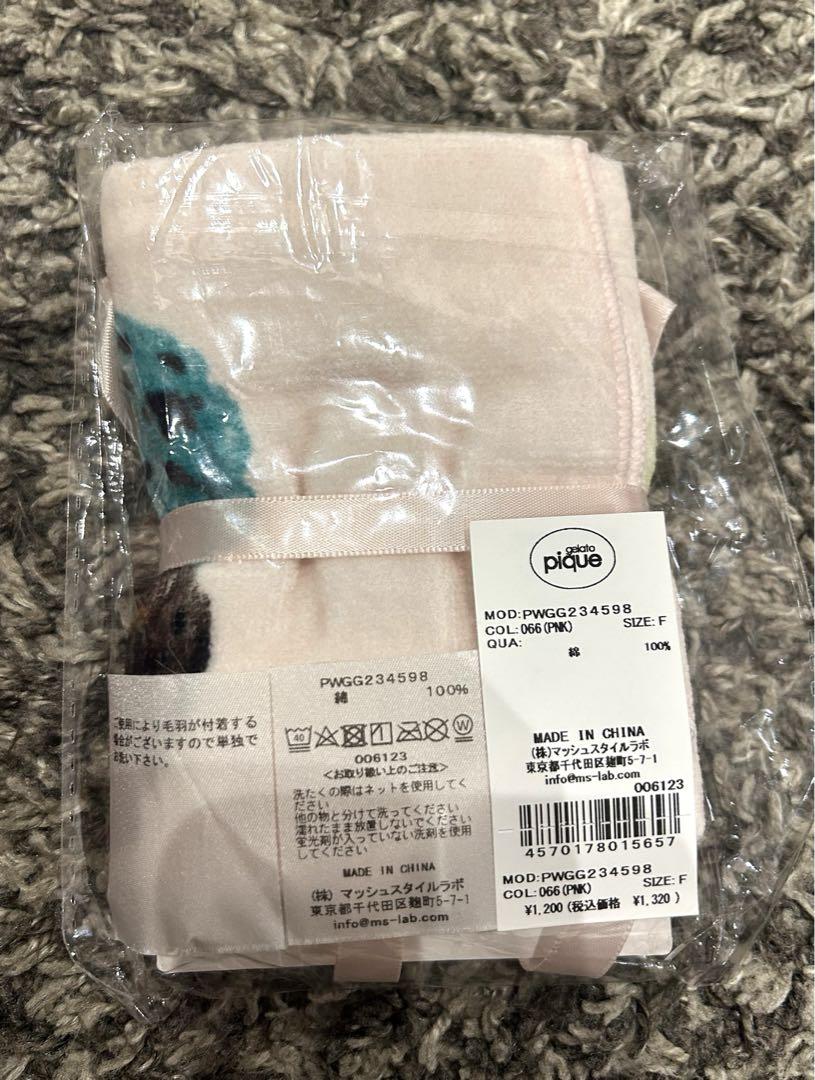 gelato
pique
MOD:PWGG234598
COL:066(PNK) SIZE:F
QUA:
綿 100%
MADE IN CHINA
(株)マッシュスタイルラボ
東京都千代田区麹町5-7-1
info@ms-lab.com
006123
4570178015657
MOD:PWGG234598
COL:066(PNK) SIZE:F
¥1,200(税込価格 ¥1,320)
PWGG234598
綿 100%
40
W
006123
<お取り扱い上のご注意>
洗たくの際はネットを使用してく
ださい
他の物と分けて洗ってください
濡れたまま放置しないでください
蛍光剤が入っていない洗剤を使用
してください
MADE IN CHINA
(株) マッシュスタイルラボ
東京都千代田区麹町5-7-1
info@ms-lab.com
ご使用により毛羽が付着する
場合がございますので単独で
お洗い下さい。